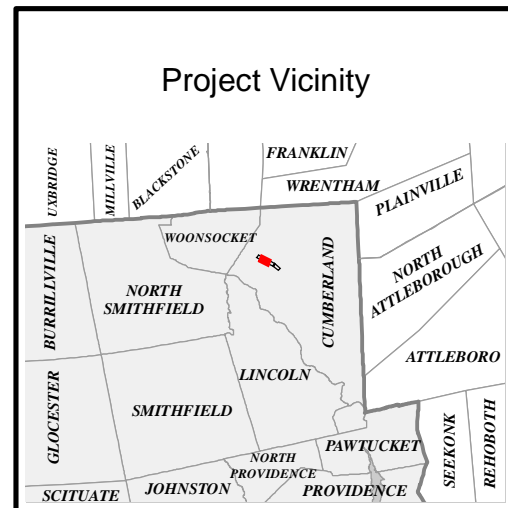 Project Vicinity
UXBRIDGE
MILLVILLE
BLACKSTONE
FRANKLIN
WRENTHAM
PLAINVILLE
WOONSOCKET
BURRILLVILLE
NORTH
SMITHFIELD
CUMBERLAND
NORTH
ATTLEBOROUGH
ATTLEBORO
LINCOLN
GLOCESTER
SMITHFIELD
SEEKONK
REHOBOTH
PAWTUCKET
NORTH
PROVIDENCE
SCITUATE
JOHNSTON
PROVIDENCE